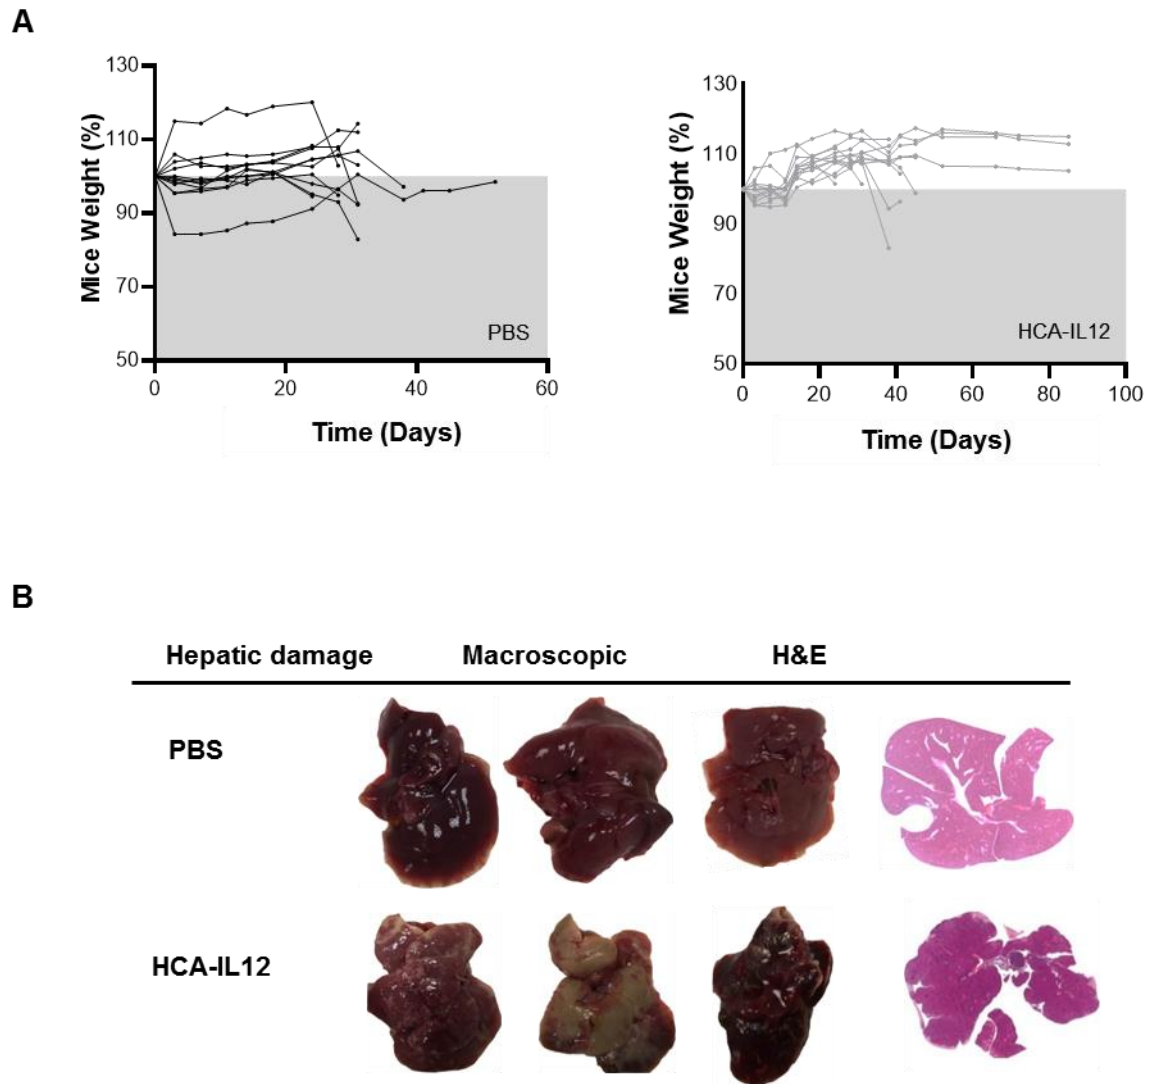 A
130
110
90
70
50
Mice Weight (%)
PBS
0 20 40 60
Time (Days)
130
110
90
70
50
Mice Weight (%)
HCA-IL12
0 20 40 60 80 100
Time (Days)
B
Hepatic damage Macroscopic H&E
PBS
HCA-IL12